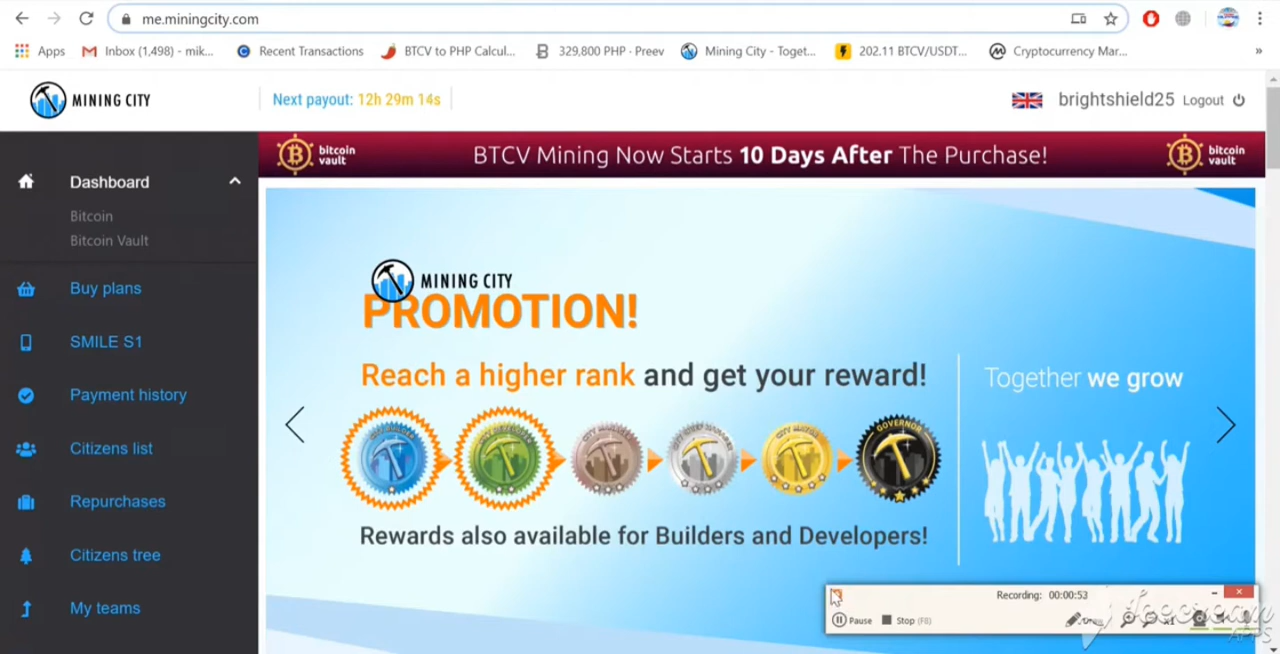 me.miningcity.com
Apps
Inbox (1,498) - mik...
Recent Transactions
BTCV to PHP Calcul...
329,800 PHP · Preev
Mining City - Toget...
202.11 BTCV/USDT...
Cryptocurrency Mar...
»
MINING CITY
Next payout: 12h 29m 14s
brightshield25
Logout
bitcoin vault
BTCV Mining Now Starts 10 Days After The Purchase!
bitcoin vault
Dashboard
Bitcoin
Bitcoin Vault
Buy plans
SMILE S1
Payment history
Citizens list
Repurchases
Citizens tree
My teams
MINING CITY
PROMOTION!
Reach a higher rank and get your reward!
GOVERNOR
Rewards also available for Builders and Developers!
Together we grow
Recording: 00:00:53
Pause
Stop (F8)